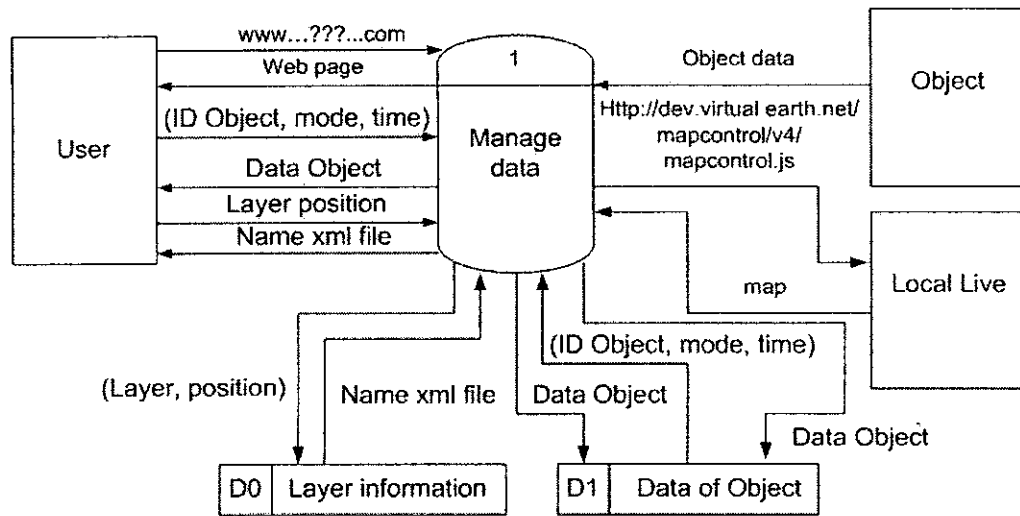 www...???...com
1
Web page
Object data
Object
User
(ID Object, mode, time)
Manage
data
Http://dev.virtual earth.net/
mapcontrol/v4/
mapcontrol.js
Data Object
Layer position
Name xml file
map
Local Live
(Layer, position)
Name xml file
Data Object
(ID Object, mode, time)
Data Object
D0 Layer information
D1 Data of Object